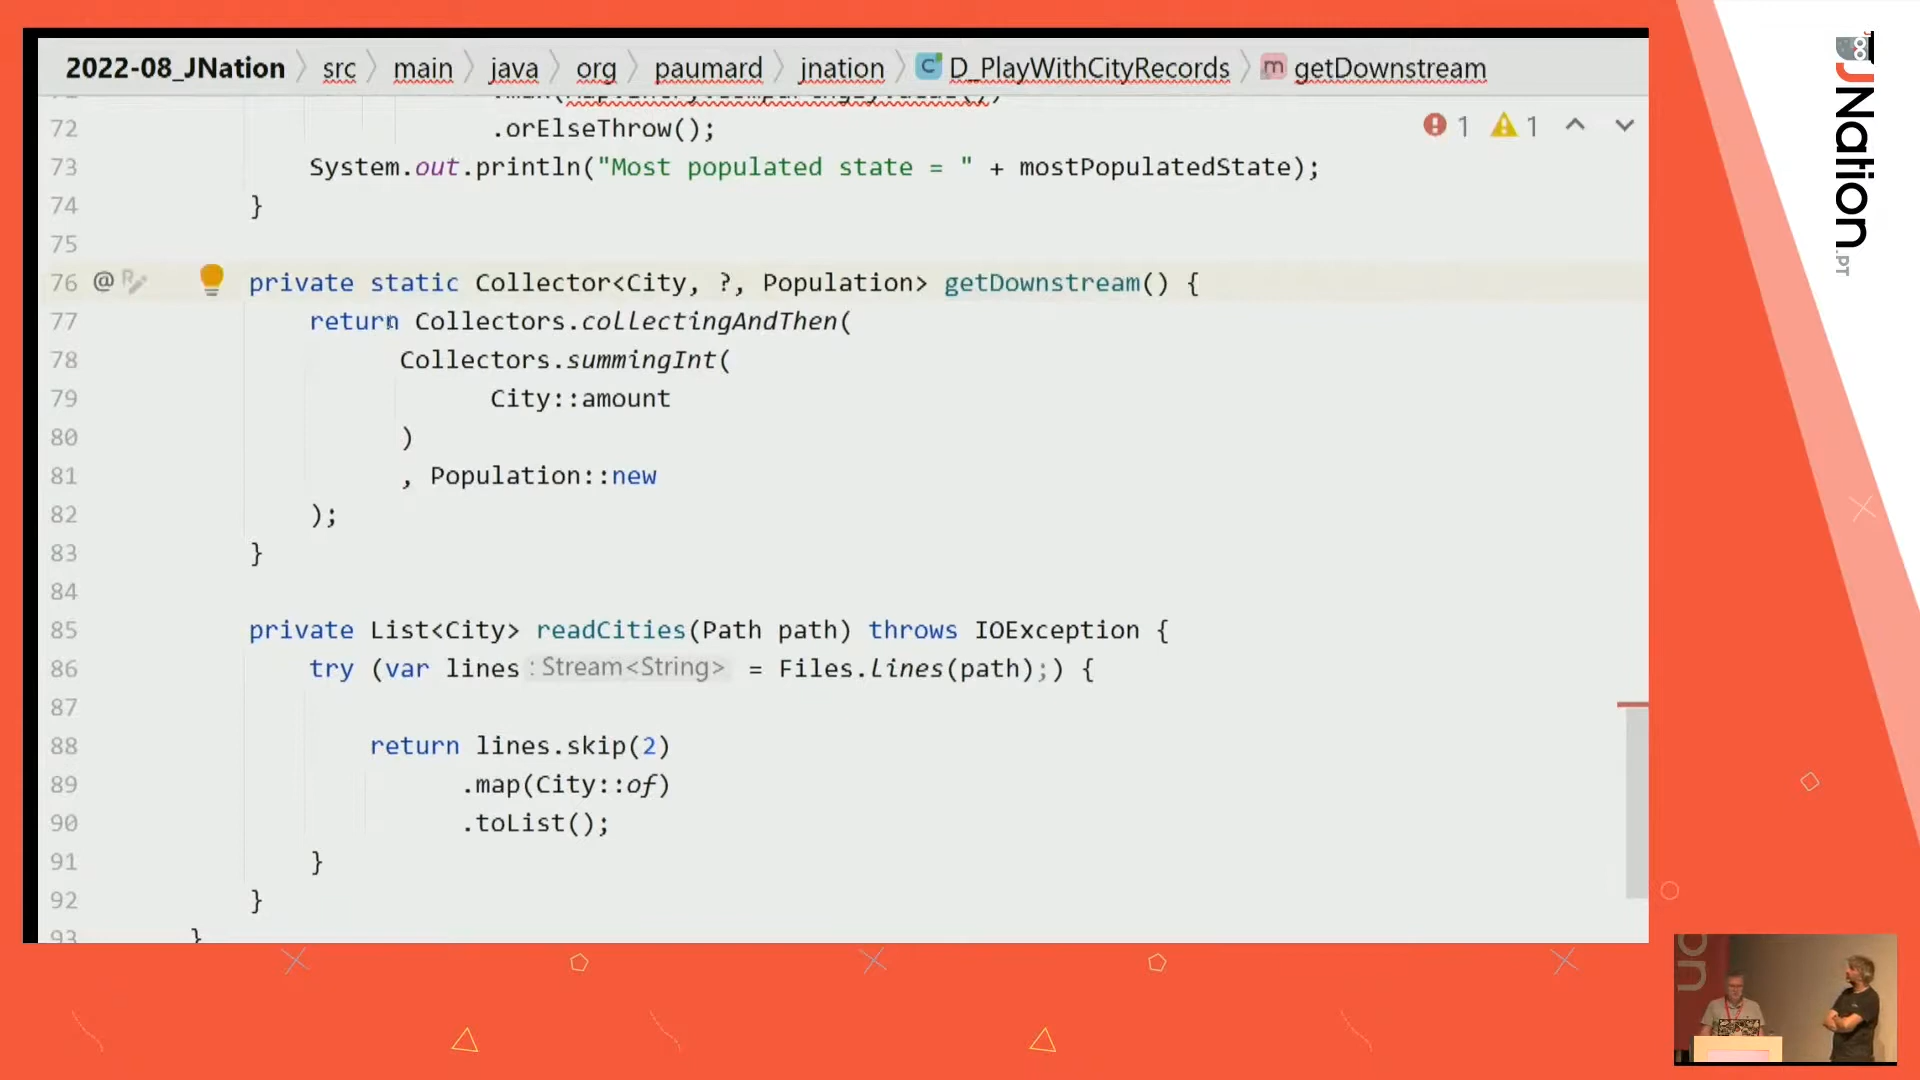 2022-08_JNation src main java org paumard jnation C D_PlayWithCityRecords m getDownstream
72 .orElseThrow();
1 1
73 System.out.println("Most populated state = " + mostPopulatedState);
74 }
75
76 @ private static Collector<City, ?, Population> getDownstream() {
77 return Collectors.collectingAndThen(
78 Collectors.summingInt(
79 City::amount
80 )
81 , Population::new
82 );
83 }
84
85 private List<City> readCities(Path path) throws IOException {
86 try (var lines : Stream<String> = Files.lines(path);) {
87
88 return lines.skip(2)
89 .map(City::of)
90 .toList();
91 }
92 }
93 }
JNation.PT